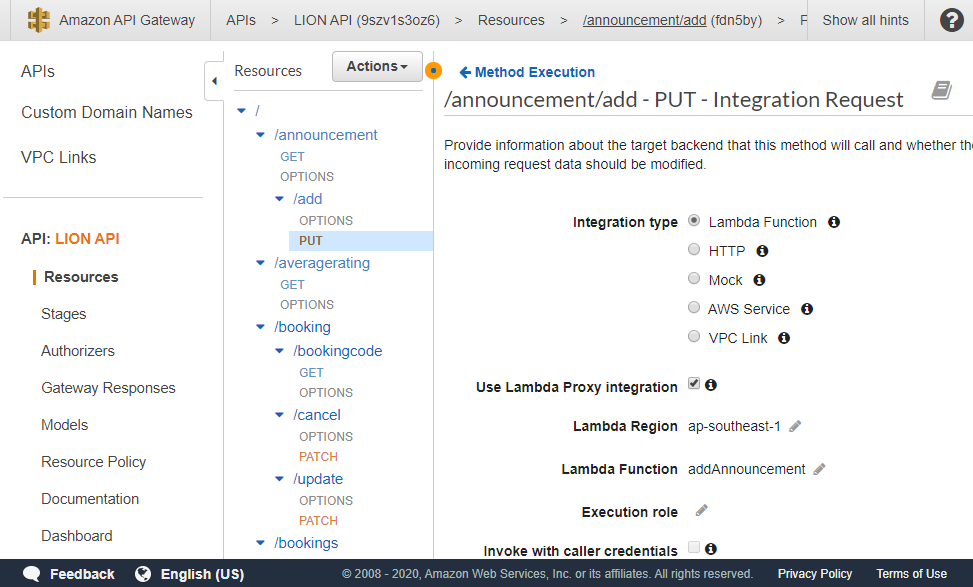 Amazon API Gateway APIs > LION API (9szv1s3oz6) > Resources > /announcement/add (fdn5by) > Show all hints ?
APIs
Custom Domain Names
VPC Links
API: LION API
Resources
Stages
Authorizers
Gateway Responses
Models
Resource Policy
Documentation
Dashboard
Resources Actions
/
/announcement
GET
OPTIONS
/add
OPTIONS
PUT
/averagerating
GET
OPTIONS
/booking
/bookingcode
GET
OPTIONS
/cancel
OPTIONS
PATCH
/update
OPTIONS
PATCH
/bookings
Method Execution
/announcement/add - PUT - Integration Request
Provide information about the target backend that this method will call and whether the
incoming request data should be modified.
Integration type Lambda Function
HTTP
Mock
AWS Service
VPC Link
Use Lambda Proxy integration
Lambda Region ap-southeast-1
Lambda Function addAnnouncement
Execution role
Invoke with caller credentials
Feedback English (US) © 2008 - 2020, Amazon Web Services, Inc. or its affiliates. All rights reserved. Privacy Policy Terms of Use